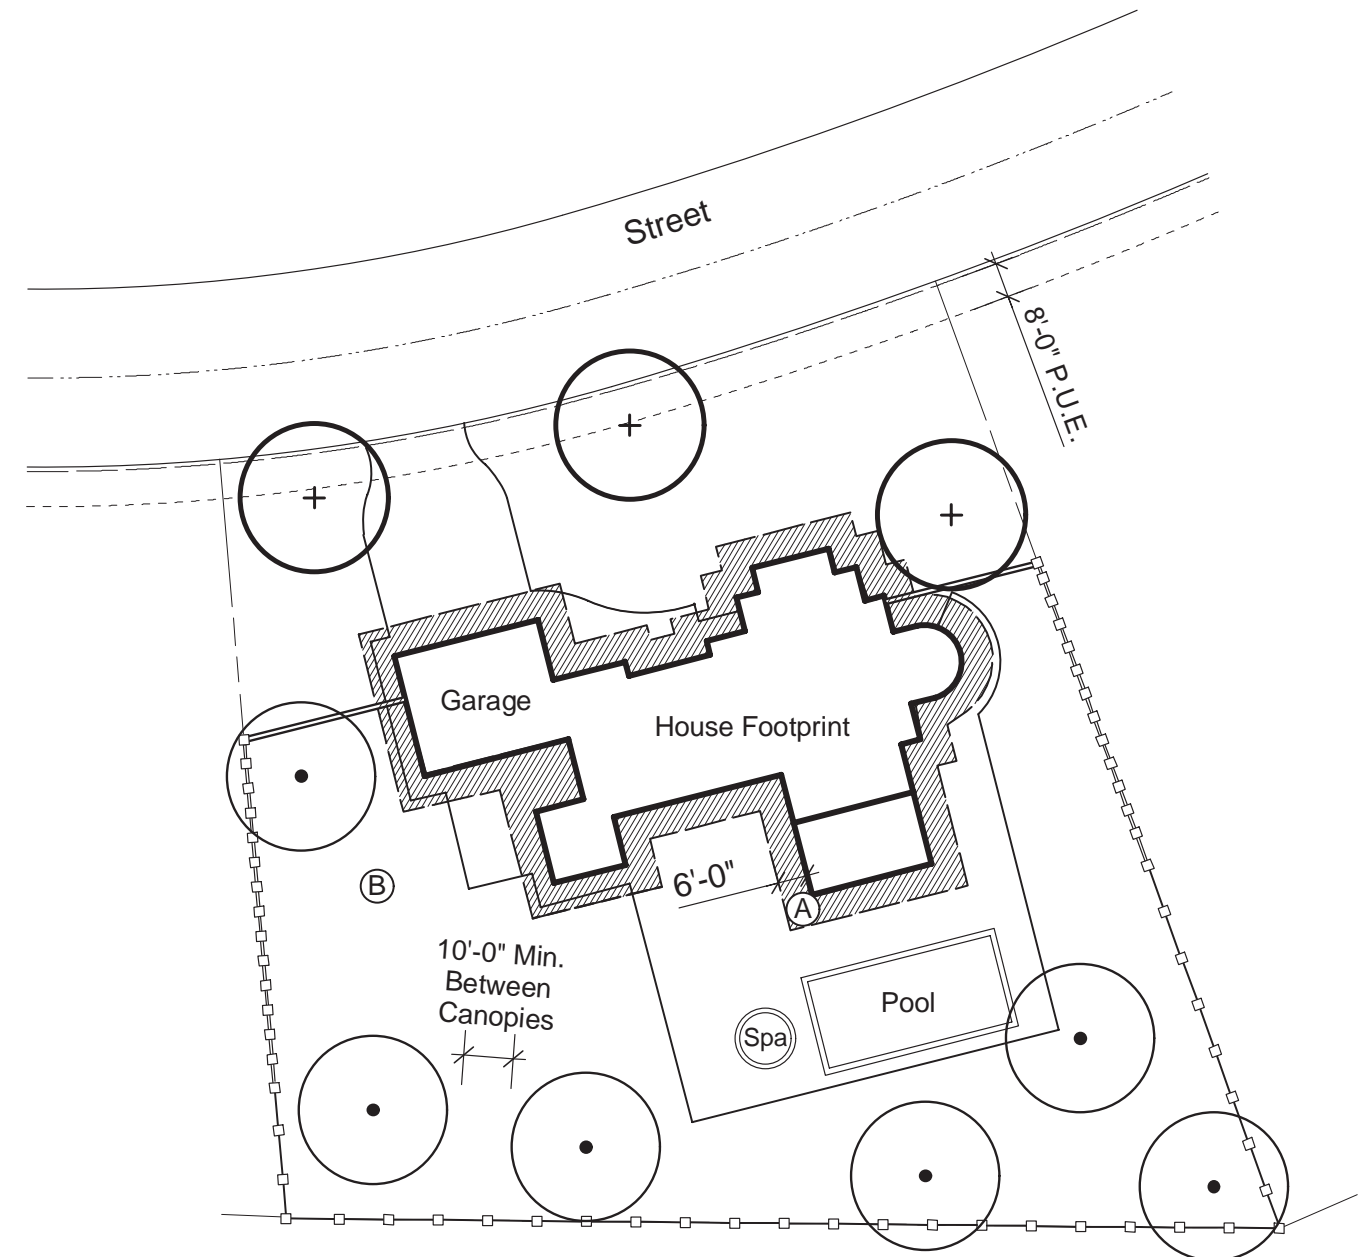 Street
8'-0" P.U.E.
Garage
House Footprint
6'-0"
B
A
10'-0" Min.
Between
Canopies
Pool
Spa